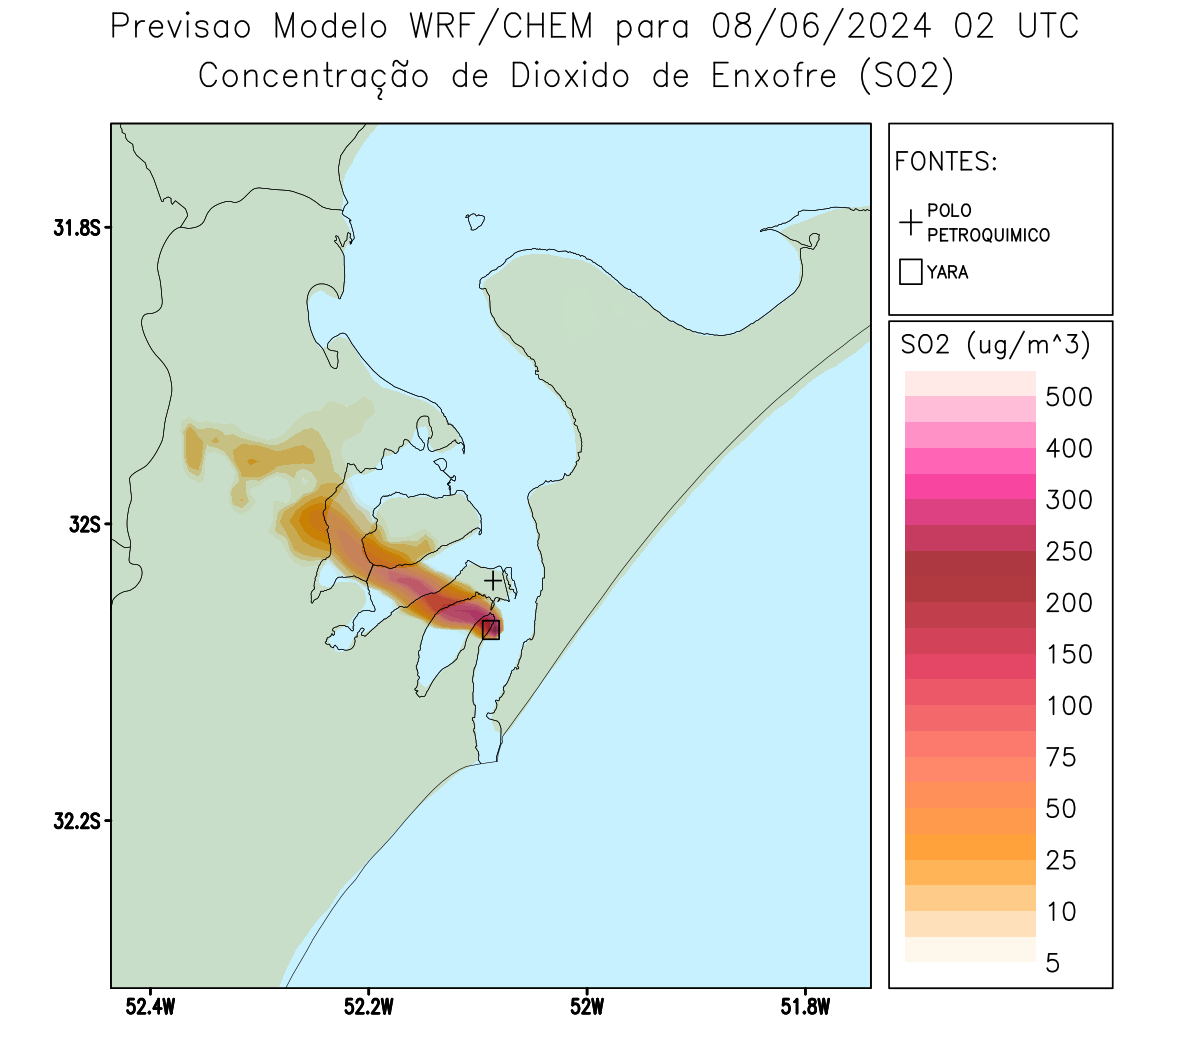 Previsao Modelo WRF/CHEM para 08/06/2024 02 UTC
Concentração de Dioxido de Enxofre (SO2)
FONTES:
POLO
PETROQUIMICO
YARA
31.8S
32S
32.2S
52.4W
52.2W
52W
51.8W
SO2 (ug/m^3)
500
400
300
250
200
150
100
75
50
25
10
5